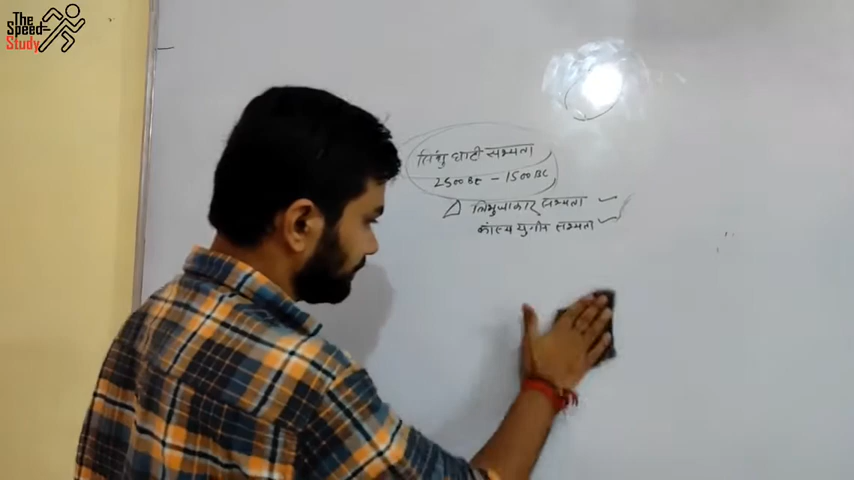 The
Speed
Study
सिंधु घाटी सभ्यता
2500 BC - 1500 BC
त्रिभुजाकार सभ्यता
कांस्य युगीन सभ्यता